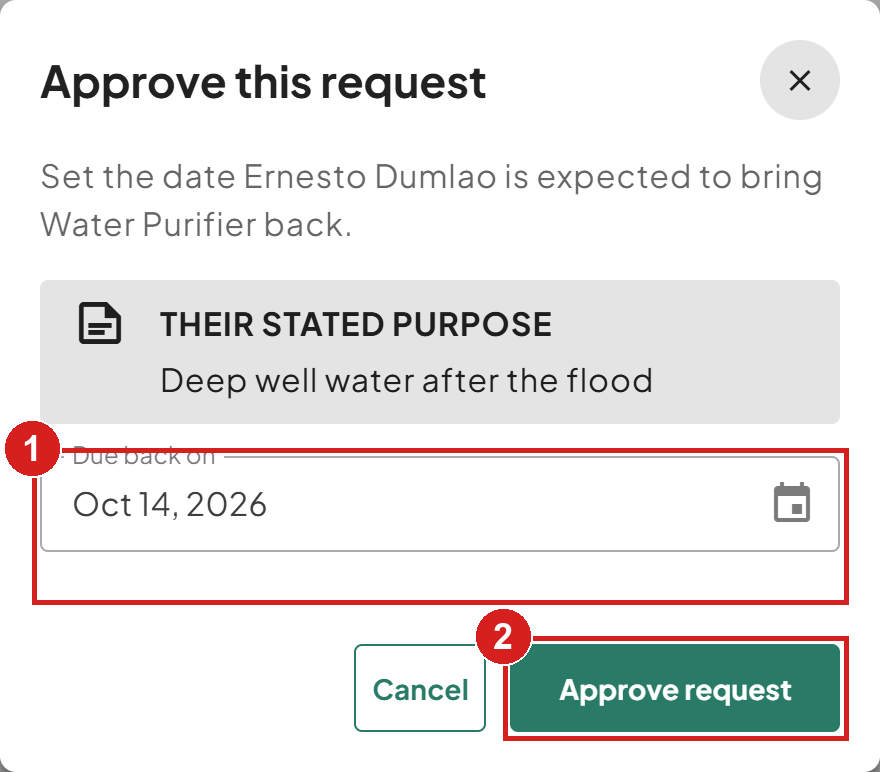 Approve this request
Set the date Ernesto Dumlao is expected to bring
Water Purifier back.
THEIR STATED PURPOSE
Deep well water after the flood
1
Due back on
Oct 14, 2026
2
Cancel
Approve request